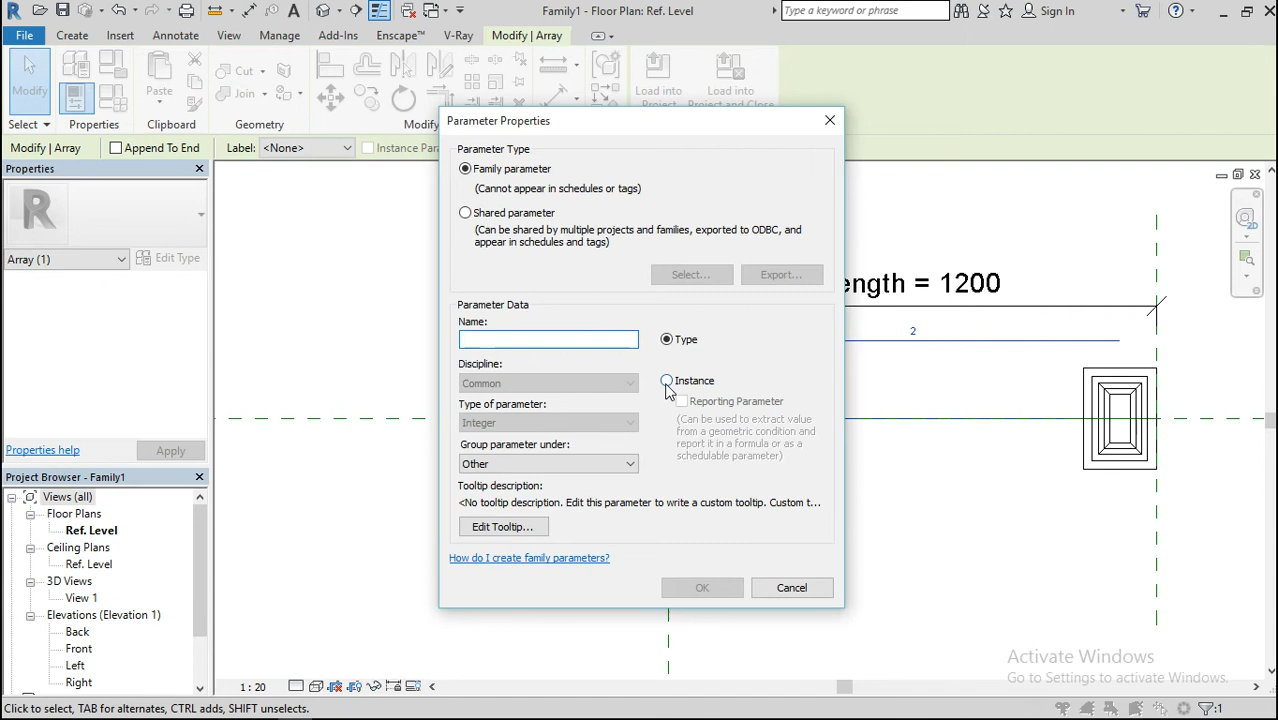 Family1 - Floor Plan: Ref. Level
Type a keyword or phrase
Sign In
File Create Insert Annotate View Manage Add-Ins Enscape™ V-Ray Modify | Array
Modify
Paste
Cut
Join
Load into
Project
Load into
Project and Close
Select Properties Clipboard Geometry
Modify | Array Append To End Label: <None> Instance Par
Properties
Array (1)
Edit Type
Properties help Apply
Project Browser - Family1
Views (all)
Floor Plans
Ref. Level
Ceiling Plans
Ref. Level
3D Views
View 1
Elevations (Elevation 1)
Back
Front
Left
Right
Parameter Properties
Parameter Type
Family parameter
(Cannot appear in schedules or tags)
Shared parameter
(Can be shared by multiple projects and families, exported to ODBC, and
appear in schedules and tags)
Select... Export...
Parameter Data
Name:
Type
Discipline:
Common
Instance
Type of parameter:
Reporting Parameter
Integer
(Can be used to extract value
from a geometric condition and
report it in a formula or as a
schedulable parameter)
Group parameter under:
Other
Tooltip description:
<No tooltip description. Edit this parameter to write a custom tooltip. Custom t...
Edit Tooltip...
How do I create family parameters?
OK Cancel
ength = 1200
2
2D
Activate Windows
Go to Settings to activate Windows.
1 : 20
Click to select, TAB for alternates, CTRL adds, SHIFT unselects.
:1